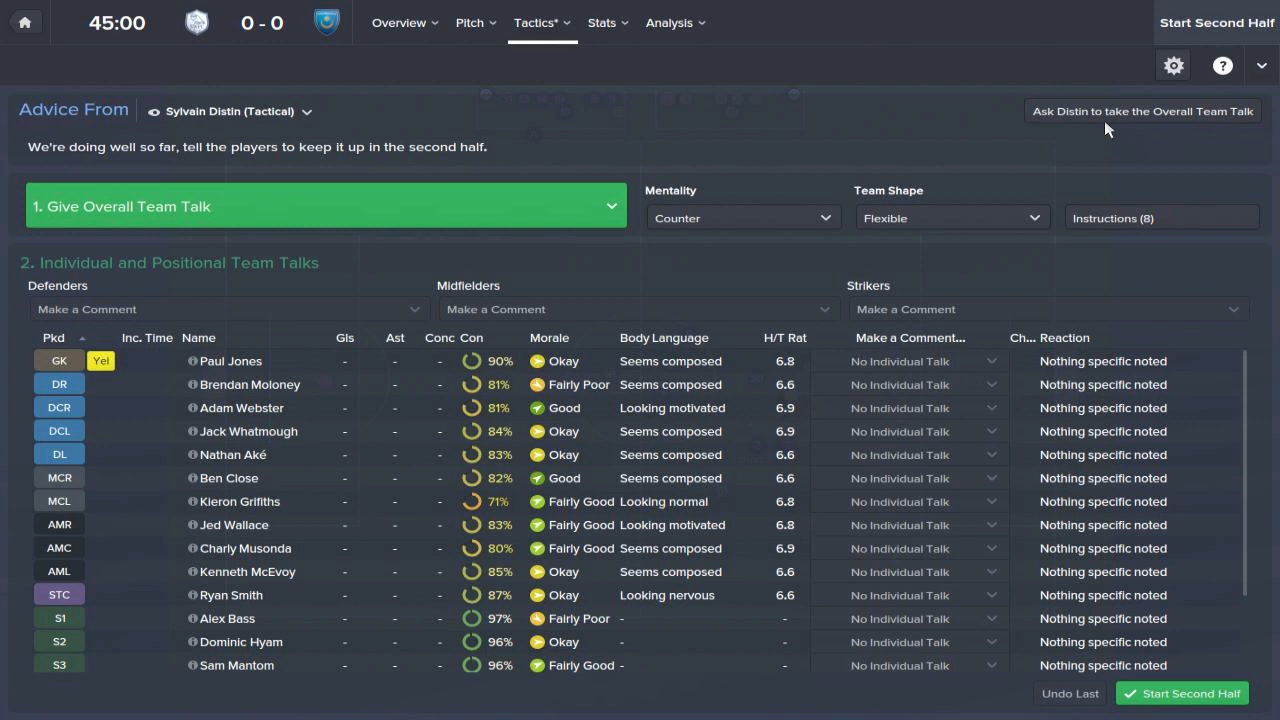 45:00 0 - 0 Overview Pitch Tactics* Stats Analysis Start Second Half
?
Advice From Sylvain Distin (Tactical) Ask Distin to take the Overall Team Talk
We're doing well so far, tell the players to keep it up in the second half.
Mentality Team Shape
1. Give Overall Team Talk Counter Flexible Instructions (8)
2. Individual and Positional Team Talks
Defenders Midfielders Strikers
Make a Comment Make a Comment Make a Comment
Pkd Inc. Time Name Gls Ast Conc Con Morale Body Language H/T Rat Make a Comment... Ch... Reaction
GK Yel Paul Jones - - - 90% Okay Seems composed 6.8 No Individual Talk Nothing specific noted
DR Brendan Moloney - - - 81% Fairly Poor Seems composed 6.6 No Individual Talk Nothing specific noted
DCR Adam Webster - - - 81% Good Looking motivated 6.9 No Individual Talk Nothing specific noted
DCL Jack Whatmough - - - 84% Okay Seems composed 6.9 No Individual Talk Nothing specific noted
DL Nathan Aké - - - 83% Okay Seems composed 6.6 No Individual Talk Nothing specific noted
MCR Ben Close - - - 82% Good Seems composed 6.6 No Individual Talk Nothing specific noted
MCL Kieron Grifiths - - - 71% Fairly Good Looking normal 6.8 No Individual Talk Nothing specific noted
AMR Jed Wallace - - - 83% Fairly Good Looking motivated 6.8 No Individual Talk Nothing specific noted
AMC Charly Musonda - - - 80% Fairly Good Seems composed 6.9 No Individual Talk Nothing specific noted
AML Kenneth McEvoy - - - 85% Okay Seems composed 6.6 No Individual Talk Nothing specific noted
STC Ryan Smith - - - 87% Okay Looking nervous 6.6 No Individual Talk Nothing specific noted
S1 Alex Bass - - - 97% Fairly Poor - - No Individual Talk Nothing specific noted
S2 Dominic Hyam - - - 96% Okay - - No Individual Talk Nothing specific noted
S3 Sam Mantom - - - 96% Fairly Good - - No Individual Talk Nothing specific noted
Undo Last Start Second Half